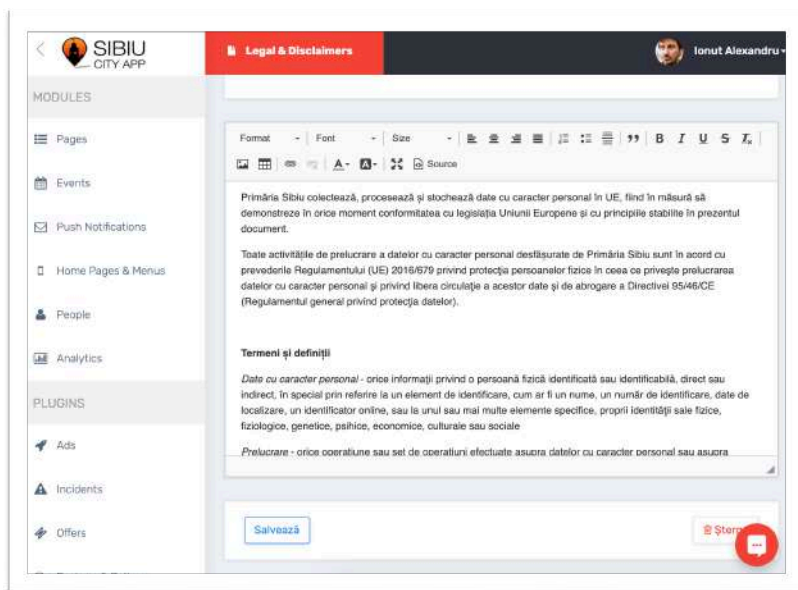 SIBIU
CITY APP
Legal & Disclaimers
Ionut Alexandru
MODULES
Pages
Events
Push Notifications
Home Pages & Menus
People
Analytics
PLUGINS
Ads
Incidents
Offers
Format
Font
Size
B I U S Tx
A A
Source
Primăria Sibiu colectează, procesează și stochează date cu caracter personal în UE, fiind în măsură să
demonstreze în orice moment conformitatea cu legislația Uniunii Europene și cu principiile stabilite în prezentul
document.
Toate activitățile de prelucrare a datelor cu caracter personal desfășurate de Primăria Sibiu sunt în acord cu
prevederile Regulamentului (UE) 2016/679 privind protecția persoanelor fizice în ceea ce privește prelucrarea
datelor cu caracter personal și privind libera circulație a acestor date și de abrogare a Directivei 95/46/CE
(Regulamentul general privind protecția datelor).
Termeni și definiții
Date cu caracter personal - orice informații privind o persoană fizică identificată sau identificabilă, direct sau
indirect, în special prin referire la un element de identificare, cum ar fi un nume, un număr de identificare, date de
localizare, un identificator online, sau la unul sau mai multe elemente specifice, proprii identității sale fizice,
fiziologice, genetice, psihice, economice, culturale sau sociale
Prelucrare - orice operațiune sau set de operațiuni efectuate asupra datelor cu caracter personal sau asupra
Salvează